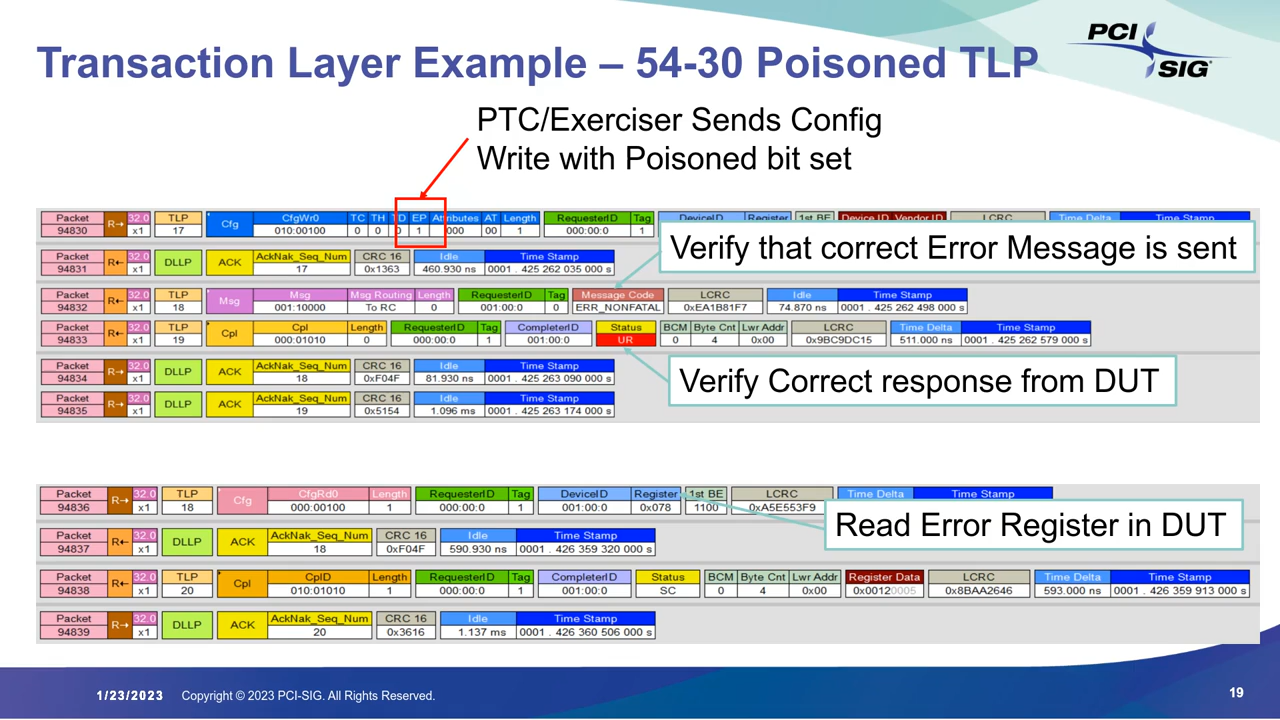 Transaction Layer Example – 54-30 Poisoned TLP
PCI
SIG
PTC/Exerciser Sends Config
Write with Poisoned bit set
Packet R→ 32.0 TLP Cfg CfgWr0 TC TH TD EP Attributes AT Length RequesterID Tag DeviceID Register 1st BE Device ID, Vendor ID LCRC Time Delta Time Stamp
94830 x1 17 010:00100 0 0 0 1 000 00 1 000:00:0 1
Verify that correct Error Message is sent
Packet R← 32.0 DLLP ACK AckNak_Seq_Num CRC 16 Idle Time Stamp
94831 x1 17 0x1363 460.930 ns 0001 . 425 262 035 000 s
Packet R← 32.0 TLP Msg Msg Msg Routing Length RequesterID Tag Message Code LCRC Idle Time Stamp
94832 x1 18 001:10000 To RC 0 001:00:0 0 ERR_NONFATAL 0xEA1B81F7 74.870 ns 0001 . 425 262 498 000 s
Packet R← 32.0 TLP Cpl Cpl Length RequesterID Tag CompleterID Status BCM Byte Cnt Lwr Addr LCRC Time Delta Time Stamp
94833 x1 19 000:01010 0 000:00:0 1 001:00:0 UR 0 4 0x00 0x9BC9DC15 511.000 ns 0001 . 425 262 579 000 s
Packet R→ 32.0 DLLP ACK AckNak_Seq_Num CRC 16 Idle Time Stamp
94834 x1 18 0xF04F 81.930 ns 0001 . 425 263 090 000 s
Verify Correct response from DUT
Packet R→ 32.0 DLLP ACK AckNak_Seq_Num CRC 16 Idle Time Stamp
94835 x1 19 0x5154 1.096 ms 0001 . 425 263 174 000 s
Packet R→ 32.0 TLP Cfg CfgRd0 Length RequesterID Tag DeviceID Register 1st BE LCRC Time Delta Time Stamp
94836 x1 18 000:00100 1 000:00:0 1 001:00:0 0x078 1100 0xA5E553F9
Read Error Register in DUT
Packet R← 32.0 DLLP ACK AckNak_Seq_Num CRC 16 Idle Time Stamp
94837 x1 18 0xF04F 590.930 ns 0001 . 426 359 320 000 s
Packet R← 32.0 TLP Cpl CplD Length RequesterID Tag CompleterID Status BCM Byte Cnt Lwr Addr Register Data LCRC Time Delta Time Stamp
94838 x1 20 010:01010 1 000:00:0 1 001:00:0 SC 0 4 0x00 0x00120005 0x8BAA2646 593.000 ns 0001 . 426 359 913 000 s
Packet R→ 32.0 DLLP ACK AckNak_Seq_Num CRC 16 Idle Time Stamp
94839 x1 20 0x3616 1.137 ms 0001 . 426 360 506 000 s
1/23/2023 Copyright © 2023 PCI-SIG. All Rights Reserved. 19